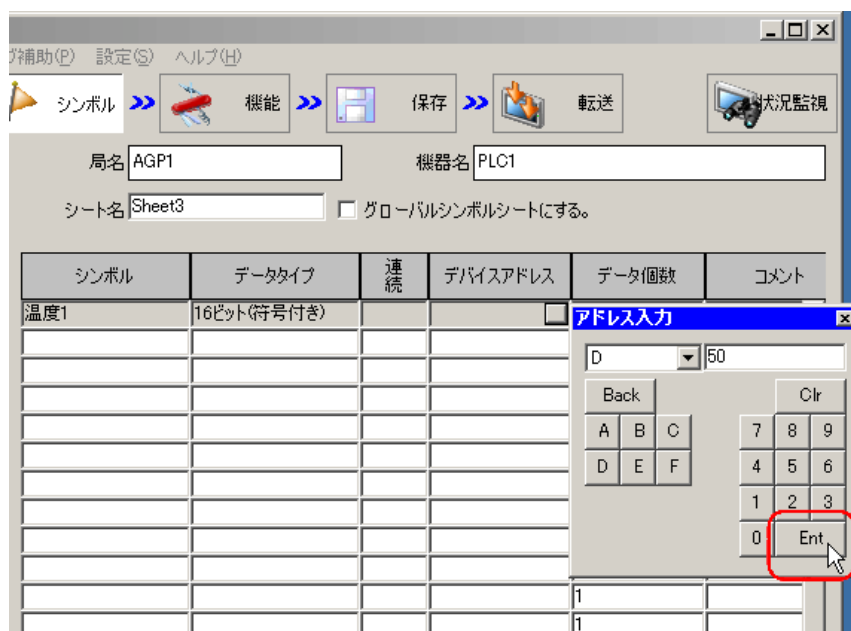 ブ補助(P) 設定(S) ヘルプ(H)
シンボル 機能 保存 転送 状況監視
局名 AGP1 機器名 PLC1
シート名 Sheet3 グローバルシンボルシートにする。
シンボル データタイプ 連続 デバイスアドレス データ個数 コメント
温度1 16ビット(符号付き)
アドレス入力
D 50
Back Clr
A B C 7 8 9
D E F 4 5 6
1 2 3
0 Ent
1
1